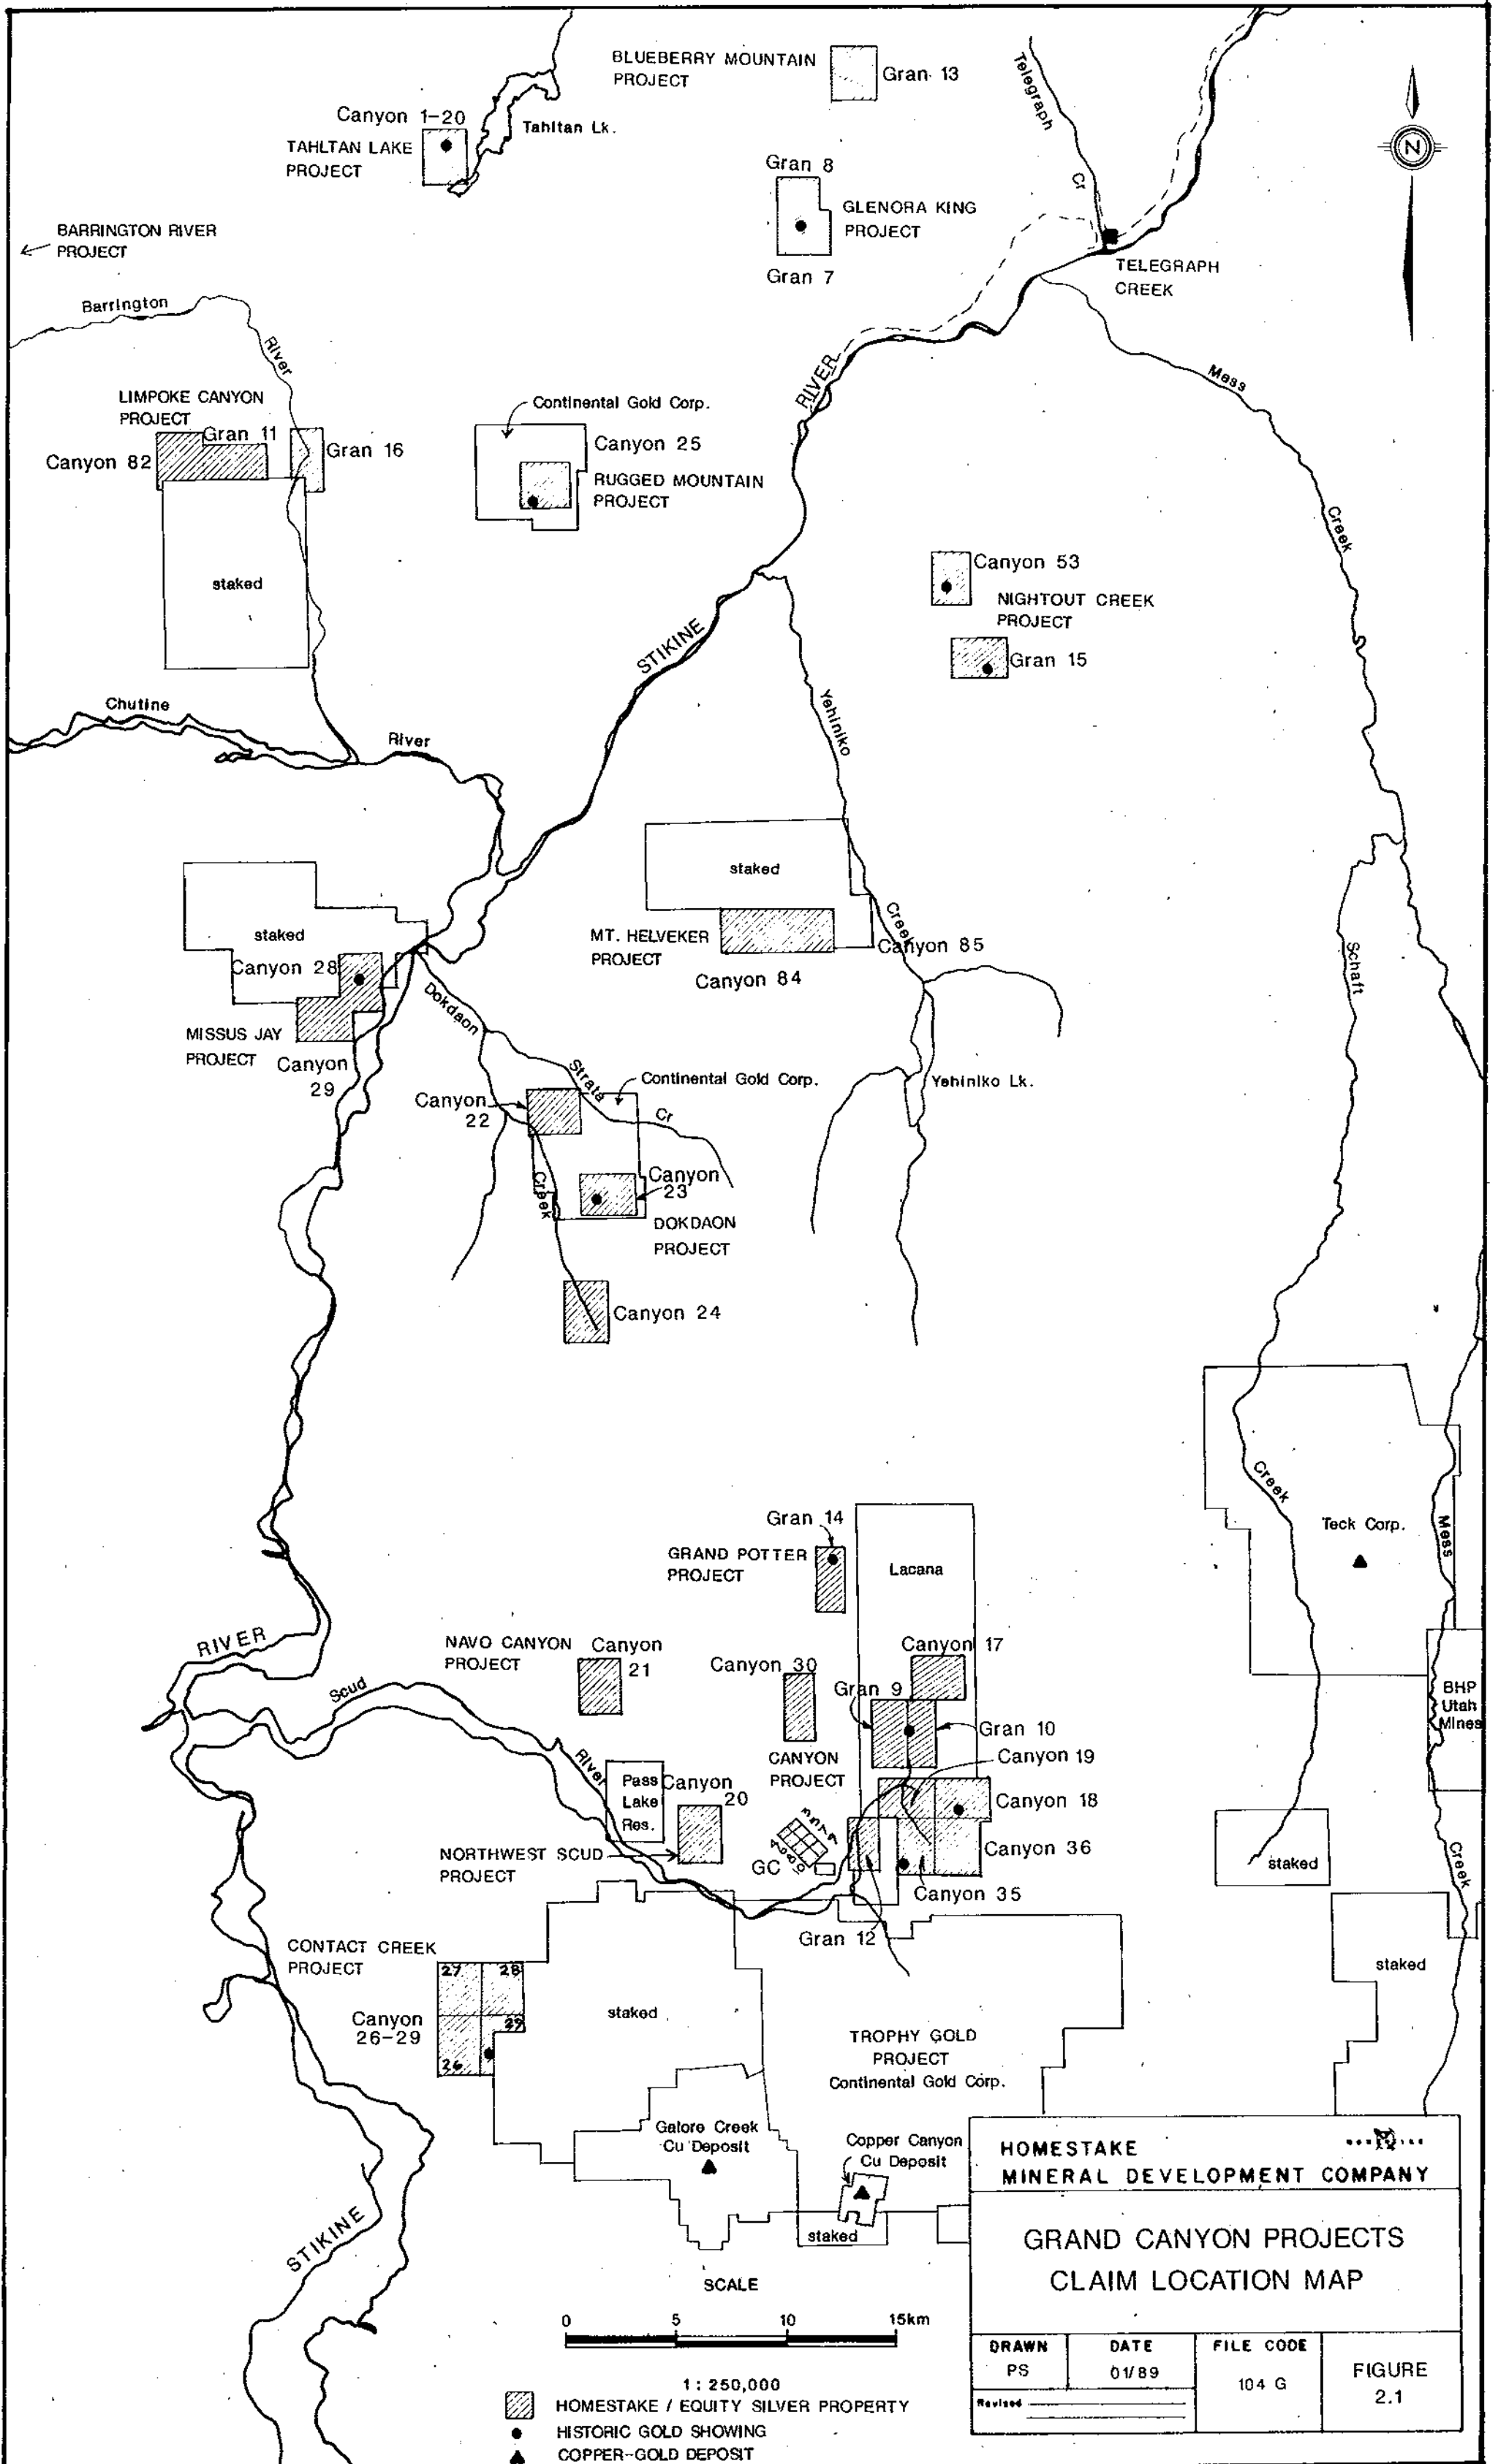 BLUEBERRY MOUNTAIN
PROJECT
Gran 13
Telegraph
Cr
Canyon 1-20
TAHLTAN LAKE
PROJECT
Tahltan Lk.
N
Gran 8
GLENORA KING
PROJECT
Gran 7
BARRINGTON RIVER
PROJECT
TELEGRAPH
CREEK
Barrington
River
Mess
Creek
LIMPOKE CANYON
PROJECT
Gran 11
Canyon 82
Gran 16
staked
Continental Gold Corp.
Canyon 25
RUGGED MOUNTAIN
PROJECT
RIVER
STIKINE
Canyon 53
NIGHTOUT CREEK
PROJECT
Gran 15
Yehiniko
Creek
Chutine
River
staked
MT. HELVEKER
PROJECT
Canyon 85
Canyon 84
staked
Canyon 28
MISSUS JAY
PROJECT
Canyon
29
Schaft
Dokdaon
Strata
Cr
Continental Gold Corp.
Yehiniko Lk.
Canyon
22
Creek
Canyon
23
DOKDAON
PROJECT
Canyon 24
Creek
Teck Corp.
Mess
Gran 14
GRAND POTTER
PROJECT
Lacana
RIVER
NAVO CANYON
PROJECT
Canyon
21
Canyon 30
Canyon 17
Gran 9
Gran 10
Canyon 19
BHP
Utah
Mines
Scud
River
CANYON
PROJECT
Pass
Lake
Res.
Canyon
20
Canyon 18
NORTHWEST SCUD
PROJECT
GC
Canyon 36
Canyon 35
Gran 12
staked
Creek
CONTACT CREEK
PROJECT
27 28
29
26
Canyon
26-29
staked
staked
TROPHY GOLD
PROJECT
Continental Gold Corp.
Galore Creek
Cu Deposit
Copper Canyon
Cu Deposit
staked
STIKINE
HOMESTAKE
MINERAL DEVELOPMENT COMPANY
GRAND CANYON PROJECTS
CLAIM LOCATION MAP
DRAWN
PS
DATE
01/89
FILE CODE
104 G
FIGURE
2.1
Revised
SCALE
0 5 10 15km
1 : 250,000
HOMESTAKE / EQUITY SILVER PROPERTY
HISTORIC GOLD SHOWING
COPPER-GOLD DEPOSIT